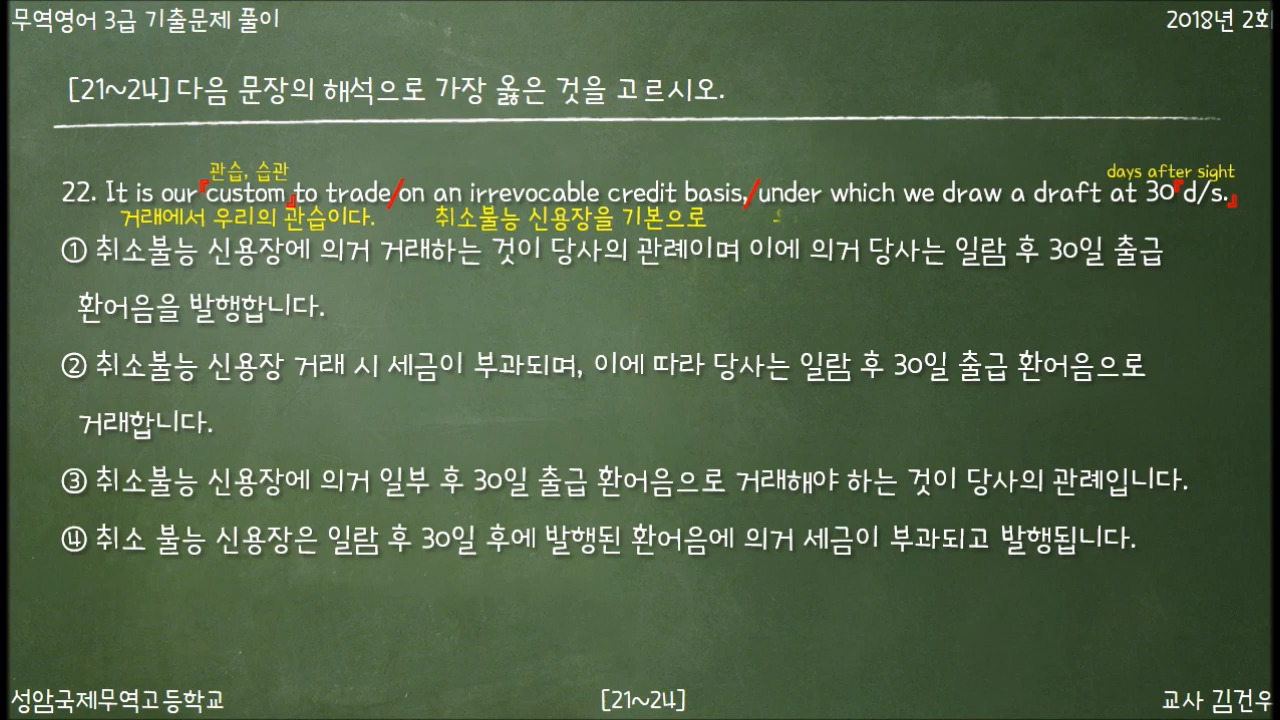 무역영어 3급 기출문제 풀이
2018년 2회
[21~24] 다음 문장의 해석으로 가장 옳은 것을 고르시오.
관습, 습관
days after sight
22. It is our『custom』to trade/on an irrevocable credit basis,/under which we draw a draft at 30『d/s.』
거래에서 우리의 관습이다. 취소불능 신용장을 기본으로
① 취소불능 신용장에 의거 거래하는 것이 당사의 관례이며 이에 의거 당사는 일람 후 30일 출급
환어음을 발행합니다.
② 취소불능 신용장 거래 시 세금이 부과되며, 이에 따라 당사는 일람 후 30일 출급 환어음으로
거래합니다.
③ 취소불능 신용장에 의거 일부 후 30일 출급 환어음으로 거래해야 하는 것이 당사의 관례입니다.
④ 취소 불능 신용장은 일람 후 30일 후에 발행된 환어음에 의거 세금이 부과되고 발행됩니다.
성암국제무역고등학교
[21~24]
교사 김건우